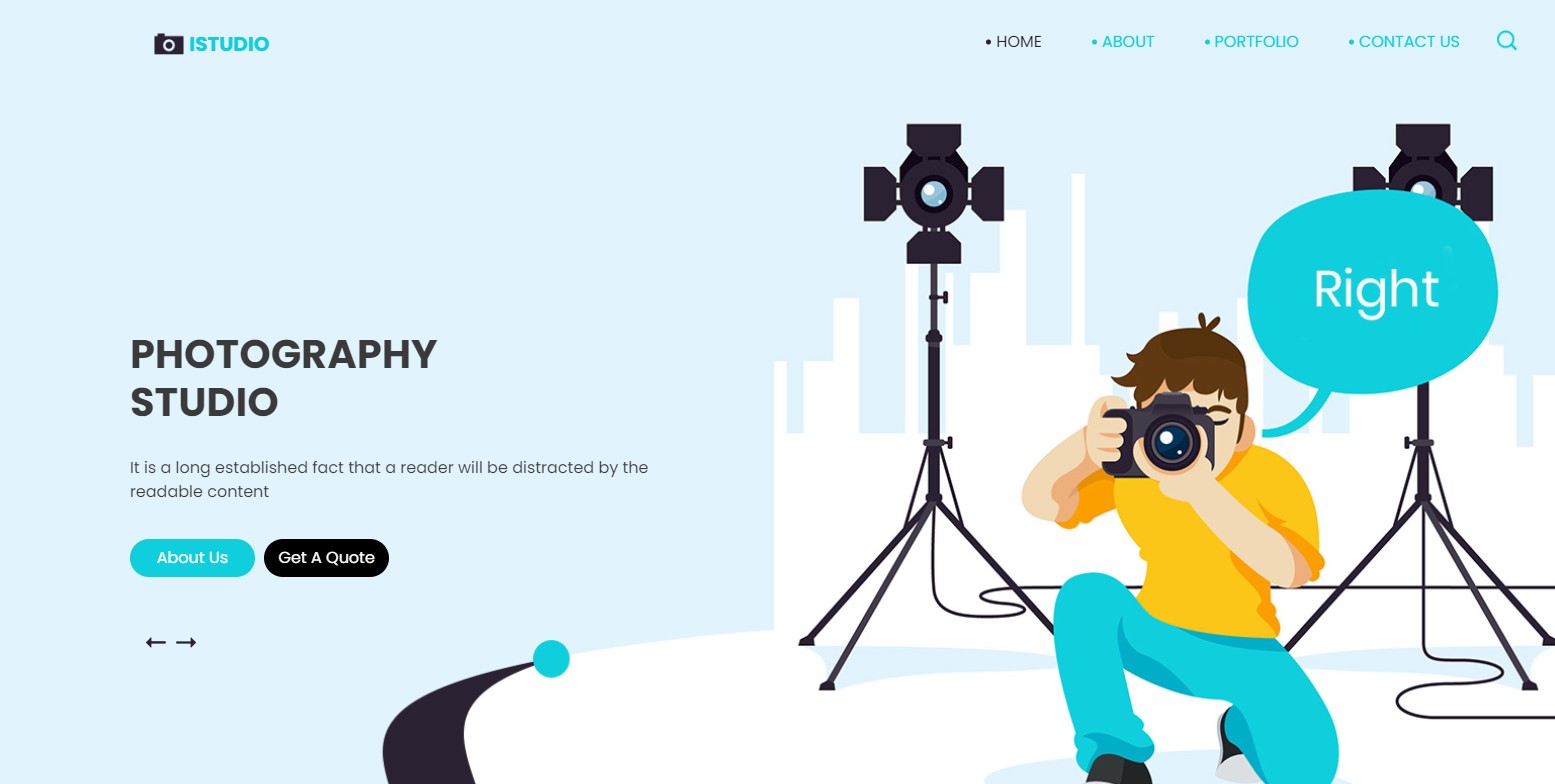 ISTUDIO
• HOME • ABOUT • PORTFOLIO • CONTACT US
Right
PHOTOGRAPHY
STUDIO
It is a long established fact that a reader will be distracted by the
readable content
About Us Get A Quote